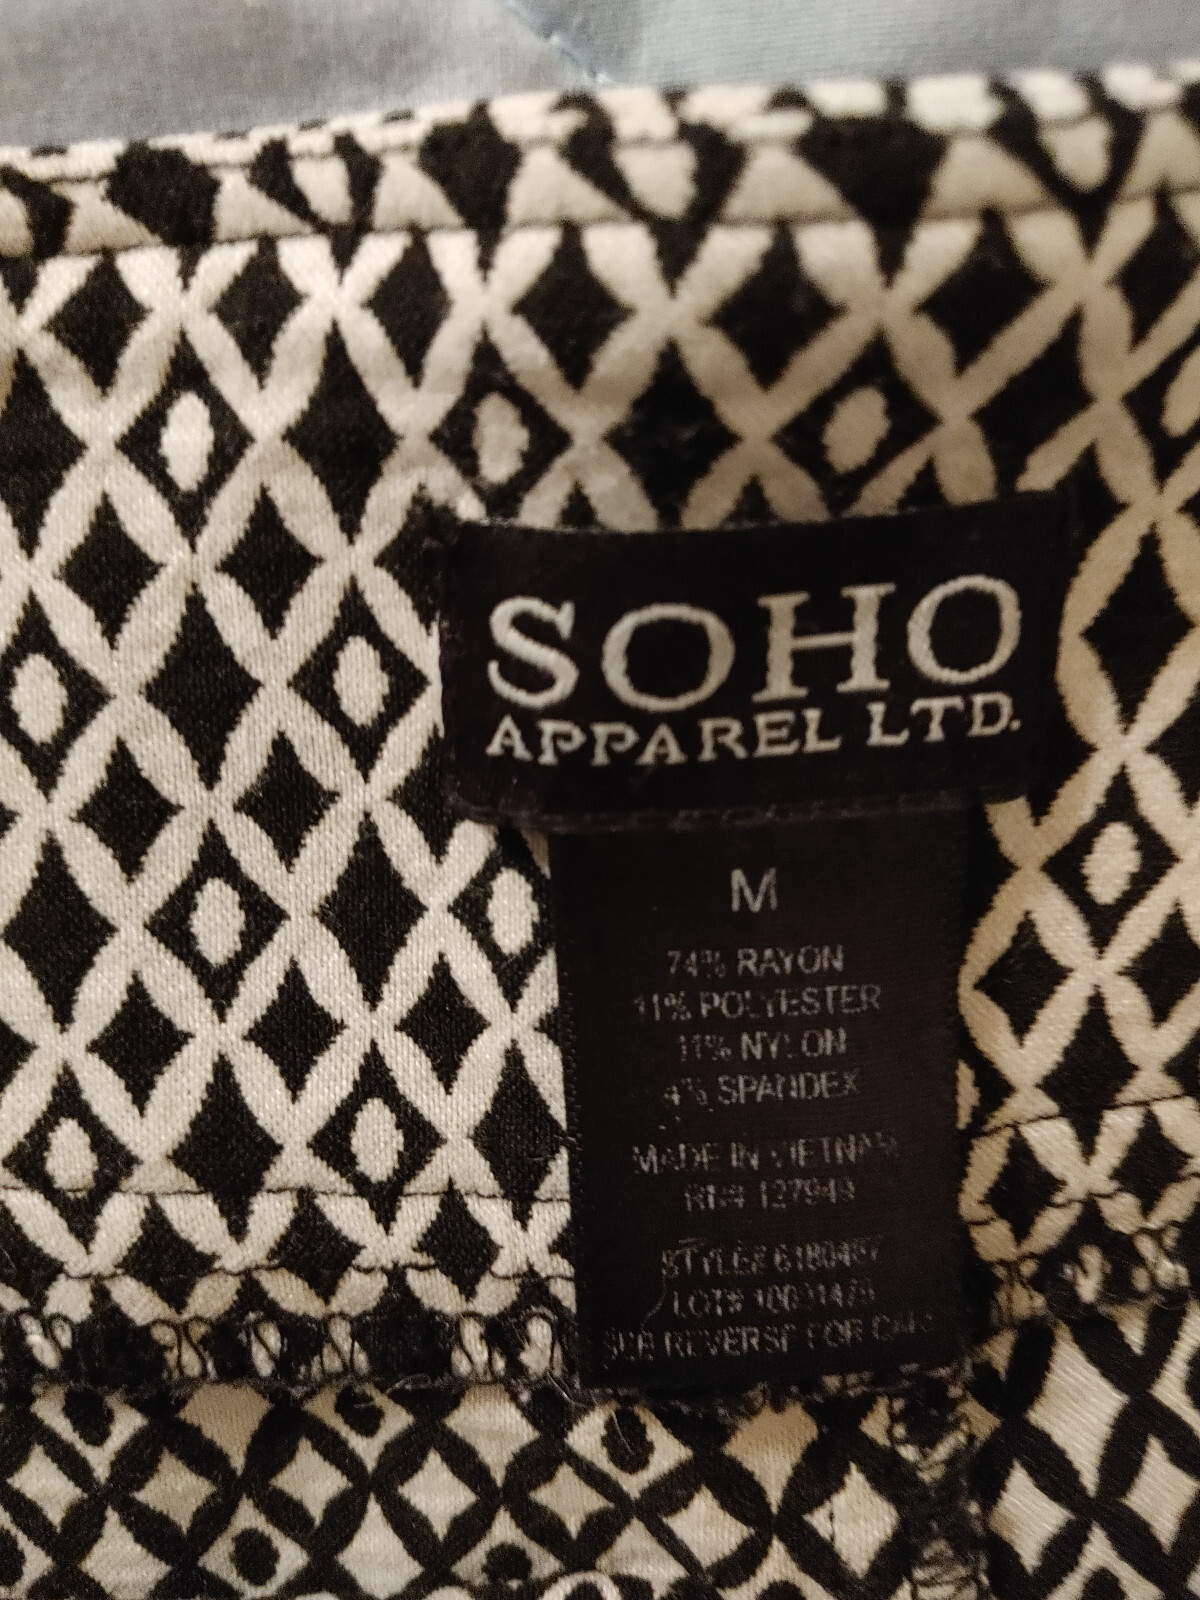 SOHO
APPAREL LTD.
M
74% RAYON
11% POLYESTER
11% NYLON
4% SPANDEX
MADE IN VIETNAM
RN# 127949
STYLE#
LOT#
SEE REVERSE FOR